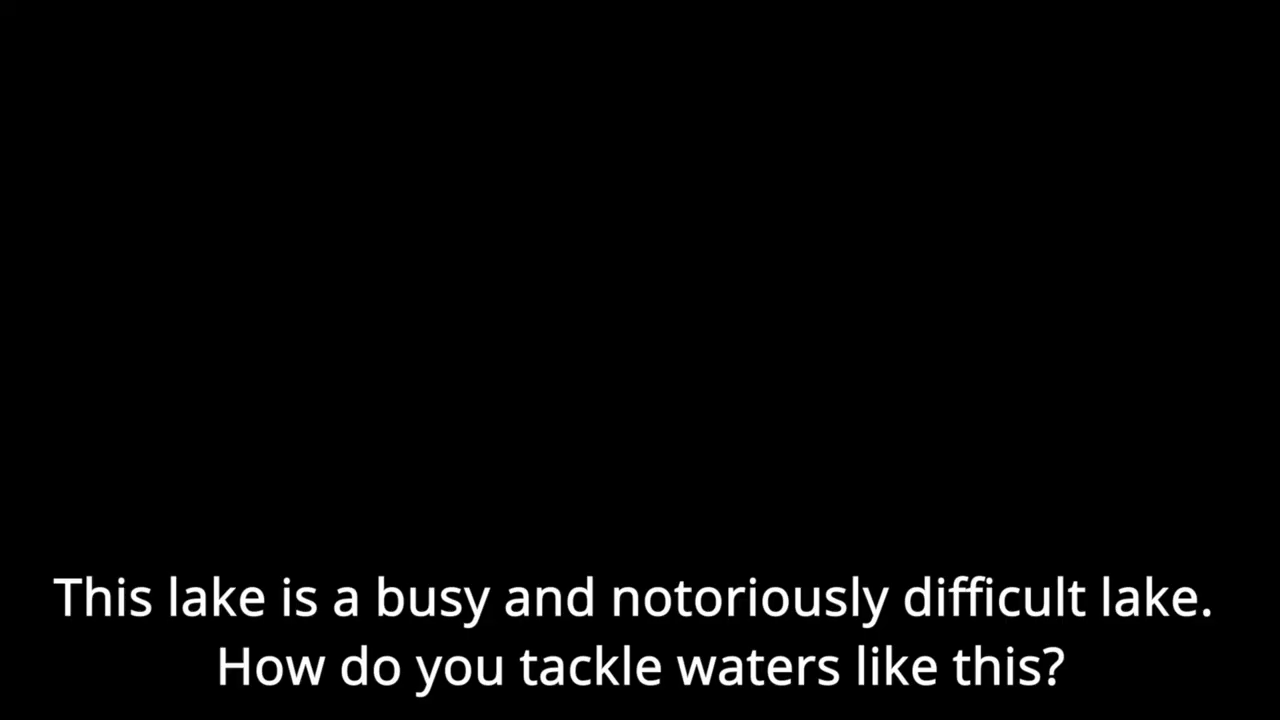 This lake is a busy and notoriously difficult lake.
How do you tackle waters like this?